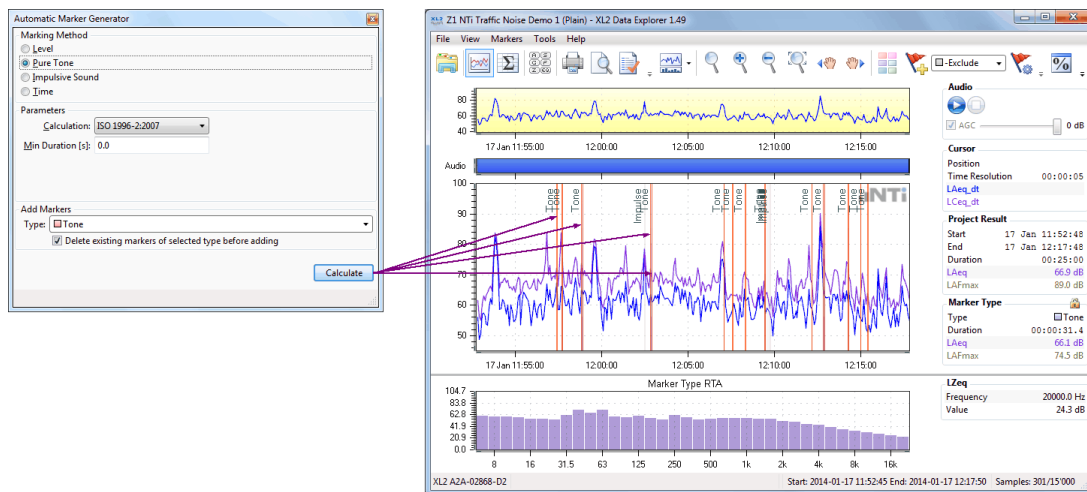 Automatic Marker Generator
Marking Method
Level
Pure Tone
Impulsive Sound
Time
Parameters
Calculation: ISO 1996-2:2007
Min Duration [s]: 0.0
Add Markers
Type: Tone
Delete existing markers of selected type before adding
Calculate
XL2 Z1 NTi Traffic Noise Demo 1 (Plain) - XL2 Data Explorer 1.49
File View Markers Tools Help
-Exclude
%
80
60
40
17 Jan 11:55:00 12:00:00 12:05:00 12:10:00 12:15:00
Audio
100
90
80
70
60
50
Tone
Tone
Tone
Impulse
Tone
Tone
Tone
Tone
Tone
Tone
Tone
Tone
Tone
Tone
NTi
17 Jan 11:55:00 12:00:00 12:05:00 12:10:00 12:15:00
Marker Type RTA
104.7
83.8
62.8
41.9
20.9
0.0
8 16 31.5 63 125 250 500 1k 2k 4k 8k 16k
Audio
AGC 0 dB
Cursor
Position
Time Resolution 00:00:05
LAeq_dt
LCeq_dt
Project Result
Start 17 Jan 11:52:48
End 17 Jan 12:17:48
Duration 00:25:00
LAeq 66.9 dB
LAFmax 89.0 dB
Marker Type
Type Tone
Duration 00:00:31.4
LAeq 66.1 dB
LAFmax 74.5 dB
LZeq
Frequency 20000.0 Hz
Value 24.3 dB
XL2 A2A-02868-D2 Start: 2014-01-17 11:52:45 End: 2014-01-17 12:17:50 Samples: 301/15'000